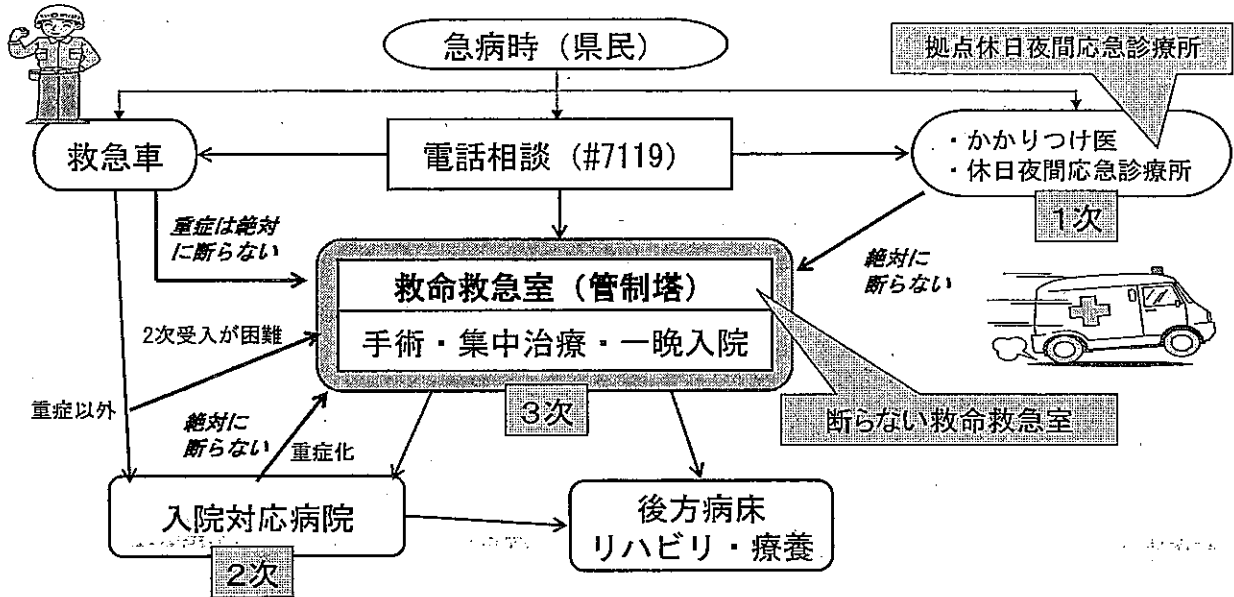 急病時（県民）
拠点休日夜間応急診療所
救急車
電話相談（#7119）
・かかりつけ医
・休日夜間応急診療所
1次
重症は絶対
に断らない
絶対に
断らない
救命救急室（管制塔）
手術・集中治療・一晩入院
3次
2次受入が困難
断らない救命救急室
重症以外
絶対に
断らない
重症化
入院対応病院
2次
後方病床
リハビリ・療養